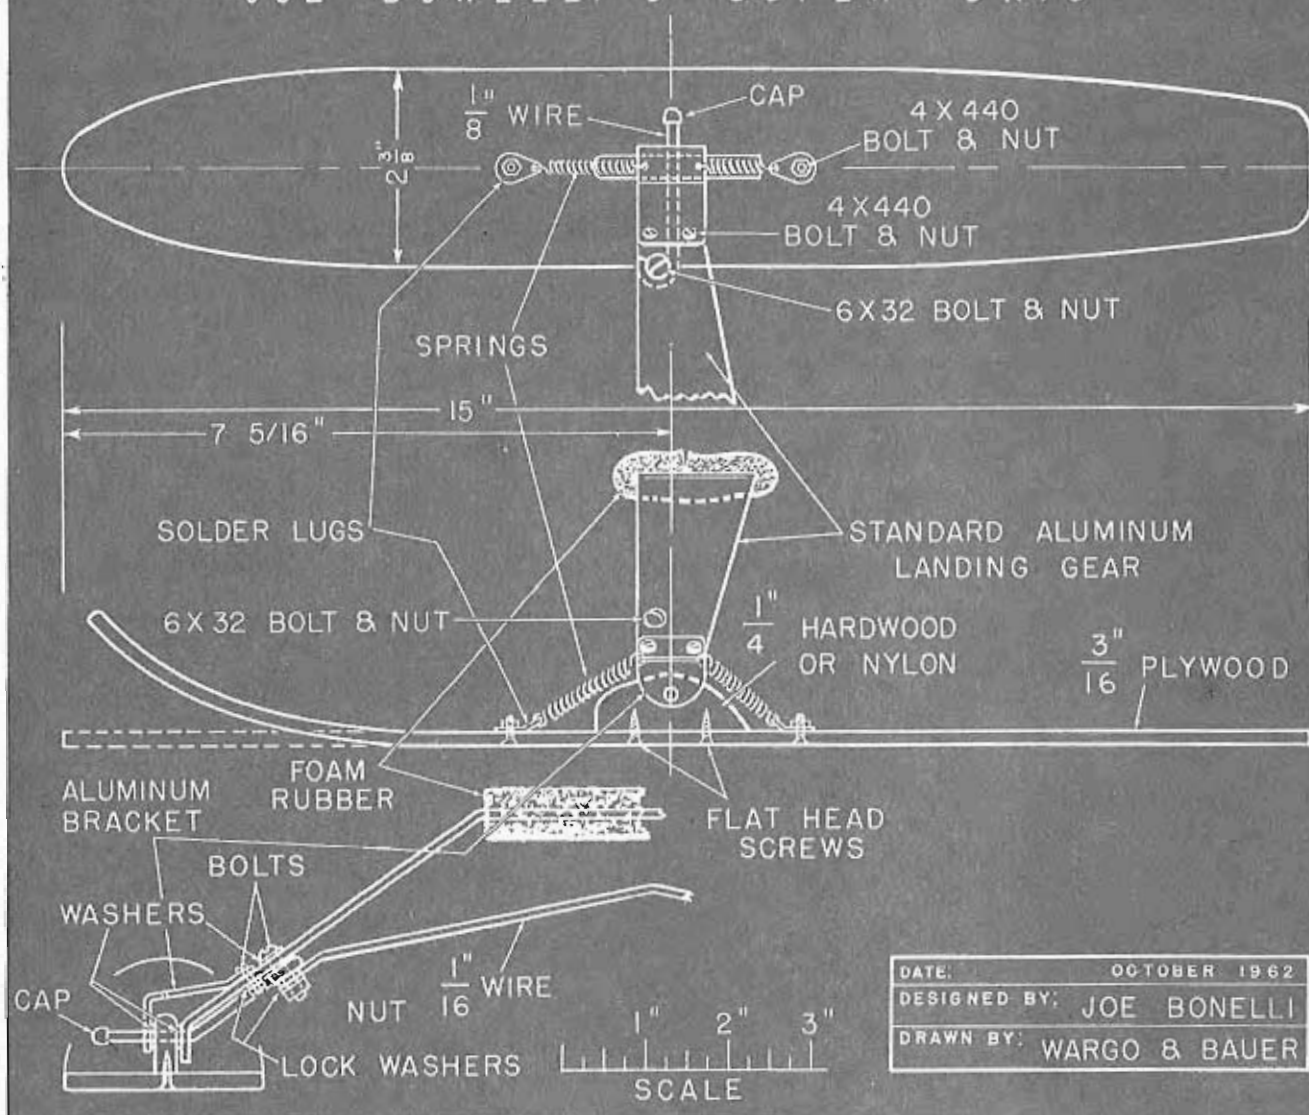 CAP
1/8" WIRE
4 X 440
BOLT & NUT
2 3/8"
4 X 440
BOLT & NUT
6 X 32 BOLT & NUT
SPRINGS
15"
7 5/16"
SOLDER LUGS
STANDARD ALUMINUM
LANDING GEAR
6 X 32 BOLT & NUT
1/4" HARDWOOD
OR NYLON
3/16" PLYWOOD
FOAM
RUBBER
ALUMINUM
BRACKET
FLAT HEAD
SCREWS
BOLTS
WASHERS
CAP
NUT
1/16" WIRE
LOCK WASHERS
1" 2" 3"
SCALE
DATE: OCTOBER 1962
DESIGNED BY: JOE BONELLI
DRAWN BY: WARGO & BAUER